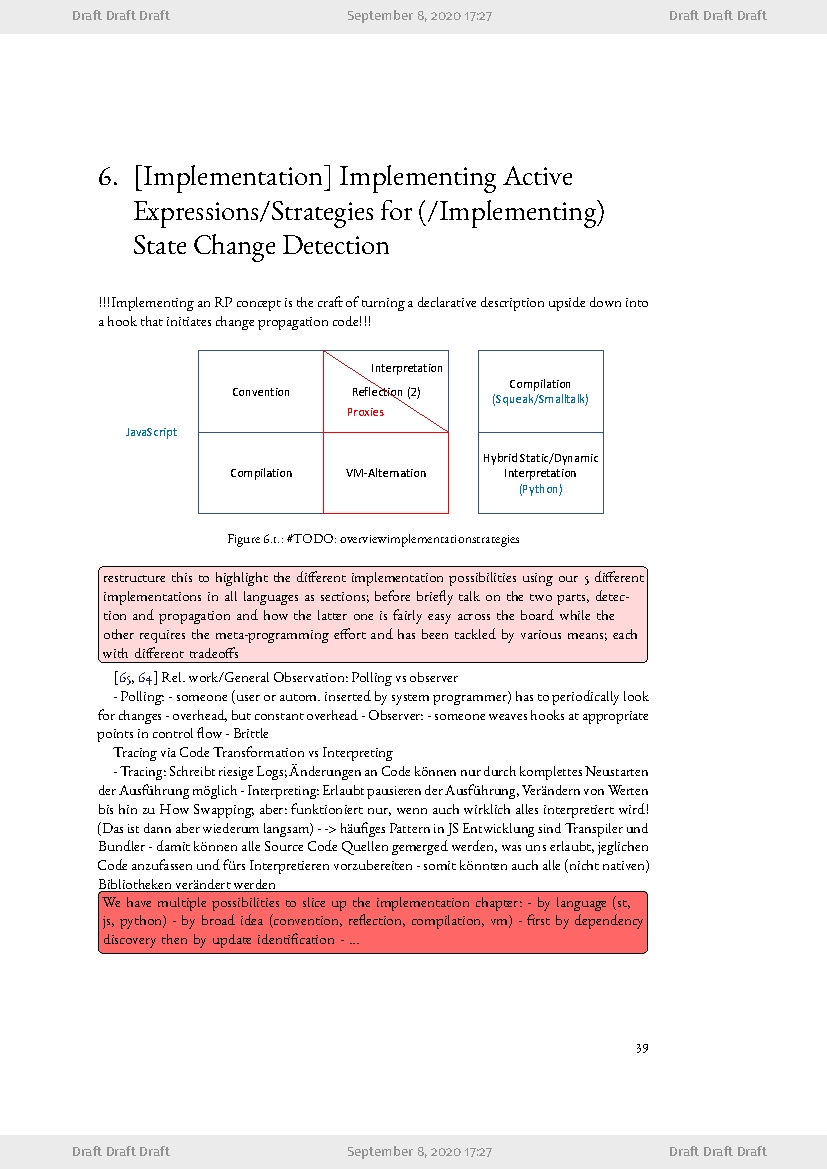 Draft Draft Draft September 8, 2020 17:27 Draft Draft Draft
6. [Implementation] Implementing Active
Expressions/Strategies for (/Implementing)
State Change Detection
!!!Implementing an RP concept is the craft of turning a declarative description upside down into
a hook that initiates change propagation code!!!
Interpretation
Convention
Reflection (2)
Proxies
Compilation
(Squeak/Smalltalk)
JavaScript
Compilation
VM-Alternation
Hybrid Static/Dynamic
Interpretation
(Python)
Figure 6.1.: #TODO: overviewimplementationstrategies
restructure this to highlight the different implementation possibilities using our 5 different
implementations in all languages as sections; before briefly talk on the two parts, detec-
tion and propagation and how the latter one is fairly easy across the board while the
other requires the meta-programming effort and has been tackled by various means; each
with different tradeoffs
[65, 64] Rel. work/General Observation: Polling vs observer
- Polling: - someone (user or autom. inserted by system programmer) has to periodically look
for changes - overhead, but constant overhead - Observer: - someone weaves hooks at appropriate
points in control flow - Brittle
Tracing via Code Transformation vs Interpreting
- Tracing: Schreibt riesige Logs; Änderungen an Code können nur durch komplettes Neustarten
der Ausführung möglich - Interpreting: Erlaubt pausieren der Ausführung, Verändern von Werten
bis hin zu How Swapping; aber: funktioniert nur, wenn auch wirklich alles interpretiert wird!
(Das ist dann aber wiederum langsam) - -> häufiges Pattern in JS Entwicklung sind Transpiler und
Bundler - damit können alle Source Code Quellen gemerged werden, was uns erlaubt, jeglichen
Code anzufassen und fürs Interpretieren vorzubereiten - somit könnten auch alle (nicht nativen)
Bibliotheken verändert werden
We have multiple possibilities to slice up the implementation chapter: - by language (st,
js, python) - by broad idea (convention, reflection, compilation, vm) - first by dependency
discovery then by update identification - ...
39
Draft Draft Draft September 8, 2020 17:27 Draft Draft Draft